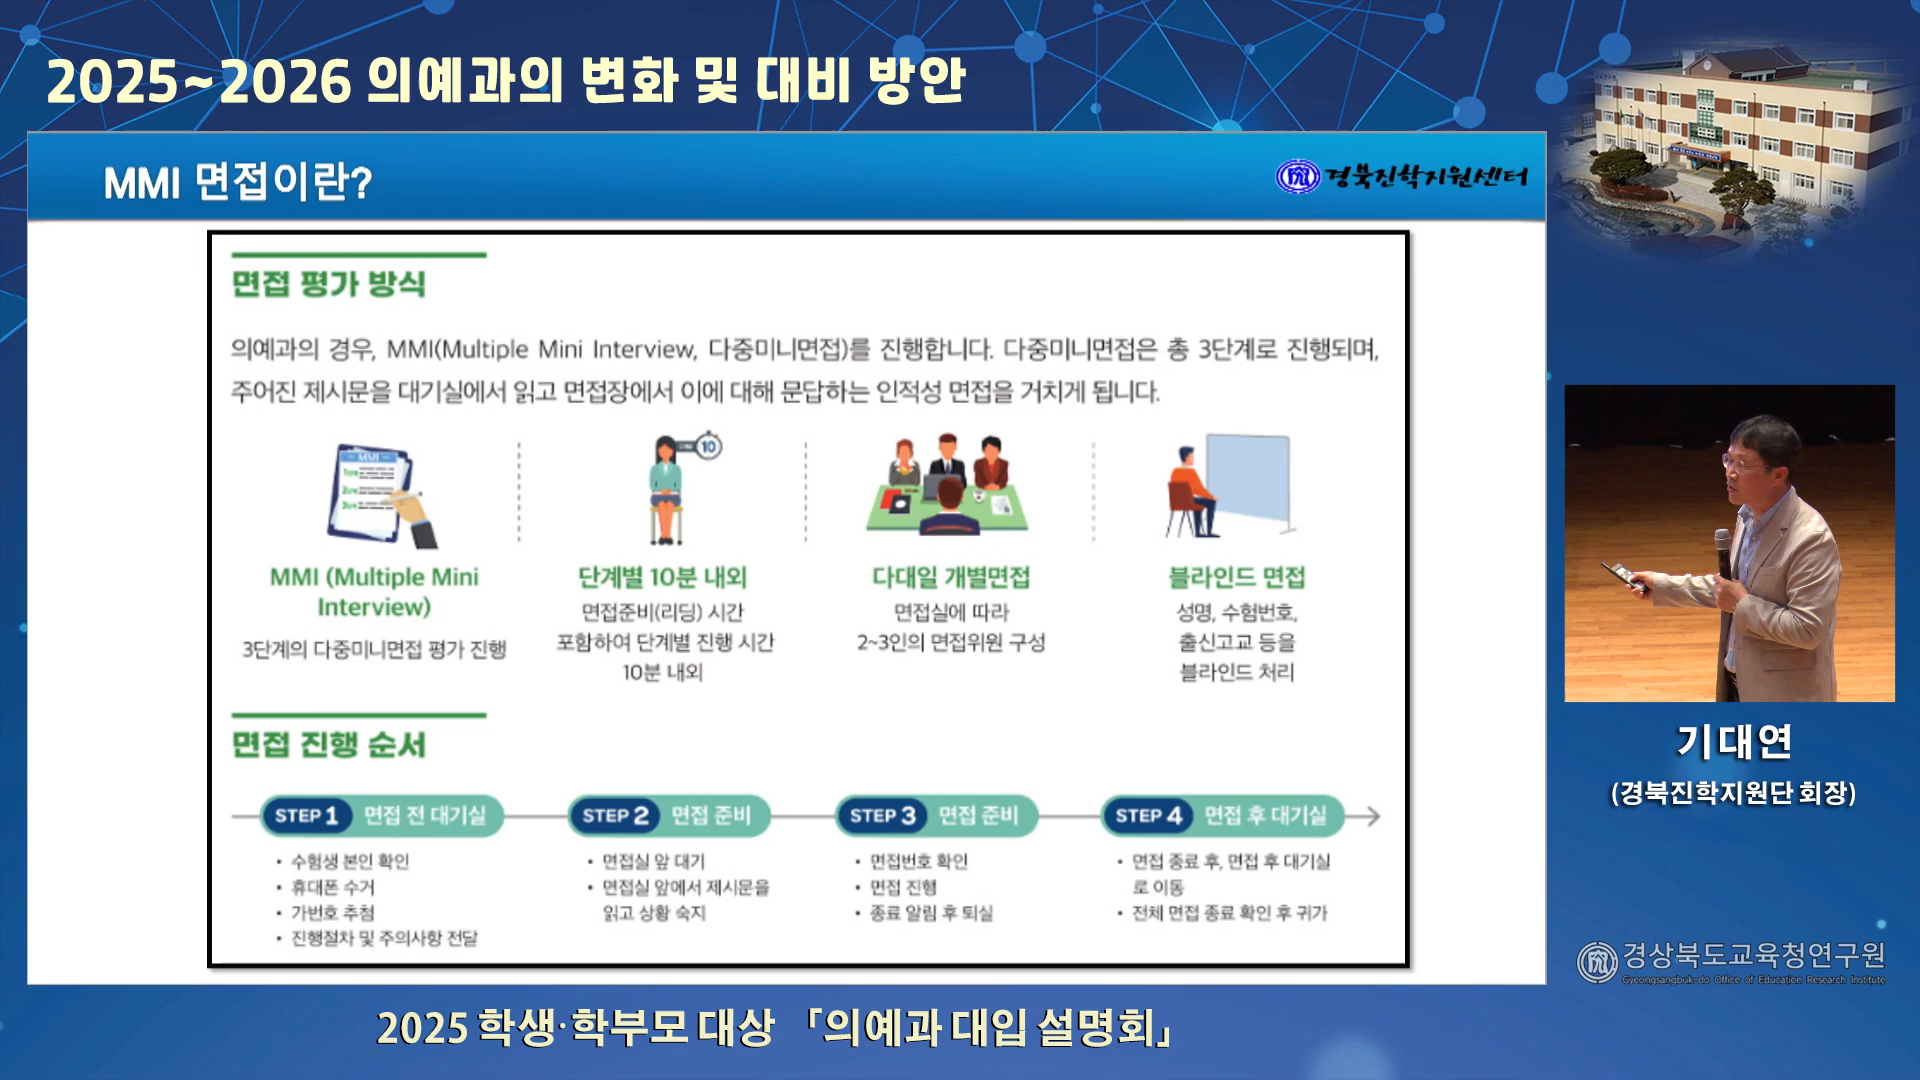 2025~2026 의예과의 변화 및 대비 방안
MMI 면접이란?
경북진학지원센터
면접 평가 방식
의예과의 경우, MMI(Multiple Mini Interview, 다중미니면접)를 진행합니다. 다중미니면접은 총 3단계로 진행되며,
주어진 제시문을 대기실에서 읽고 면접장에서 이에 대해 문답하는 인적성 면접을 거치게 됩니다.
MMI
10
MMI (Multiple Mini
Interview)
3단계의 다중미니면접 평가 진행
단계별 10분 내외
면접준비(리딩) 시간
포함하여 단계별 진행 시간
10분 내외
다대일 개별면접
면접실에 따라
2~3인의 면접위원 구성
블라인드 면접
성명, 수험번호,
출신고교 등을
블라인드 처리
면접 진행 순서
STEP 1 면접 전 대기실
• 수험생 본인 확인
• 휴대폰 수거
• 가번호 추첨
• 진행절차 및 주의사항 전달
STEP 2 면접 준비
• 면접실 앞 대기
• 면접실 앞에서 제시문을
읽고 상황 숙지
STEP 3 면접 준비
• 면접번호 확인
• 면접 진행
• 종료 알림 후 퇴실
STEP 4 면접 후 대기실
• 면접 종료 후, 면접 후 대기실
로 이동
• 전체 면접 종료 확인 후 귀가
기대연
(경북진학지원단 회장)
경상북도교육청연구원
Gyeongsangbuk-do Office of Education Research Institute
2025 학생·학부모 대상 「의예과 대입 설명회」